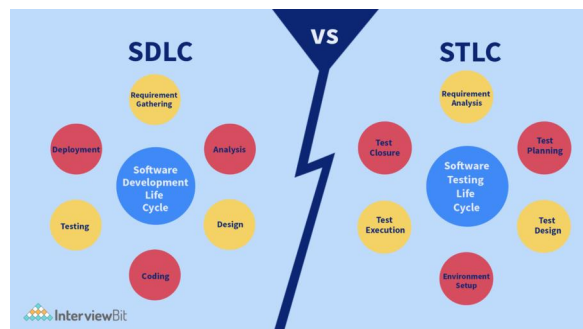 VS
SDLC
Requirement
Gathering
Deployment
Analysis
Software
Development
Life
Cycle
Testing
Design
Coding
STLC
Requirement
Analysis
Test
Closure
Test
Planning
Software
Testing
Life
Cycle
Test
Execution
Test
Design
Environment
Setup
InterviewBit